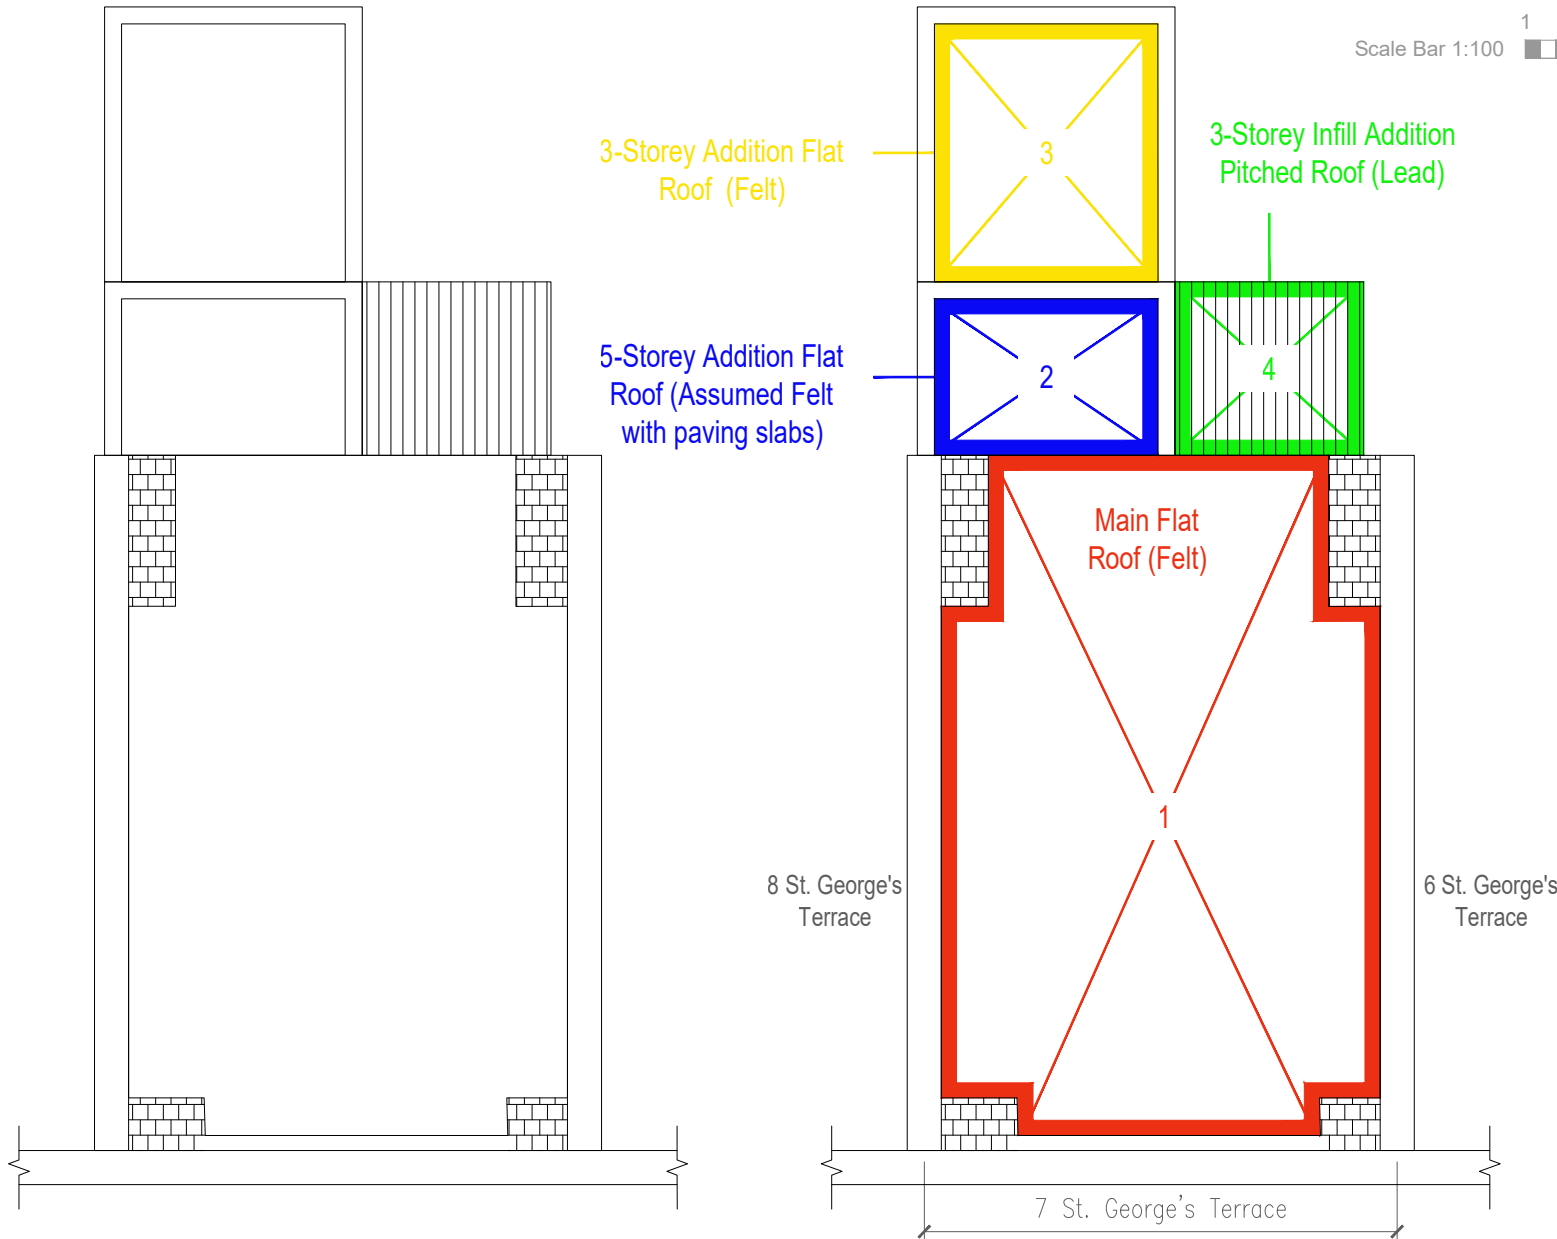 1
Scale Bar 1:100
3-Storey Addition Flat
Roof (Felt)
3
3-Storey Infill Addition
Pitched Roof (Lead)
5-Storey Addition Flat
Roof (Assumed Felt
with paving slabs)
2
4
Main Flat
Roof (Felt)
1
8 St. George's
Terrace
6 St. George's
Terrace
7 St. George's Terrace